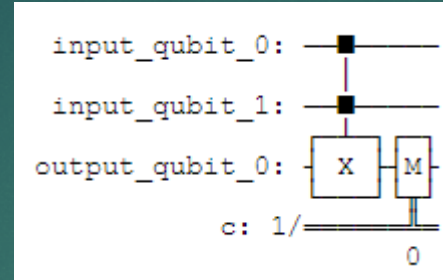 input_qubit_0:
input_qubit_1:
output_qubit_0: X M
c: 1/
0